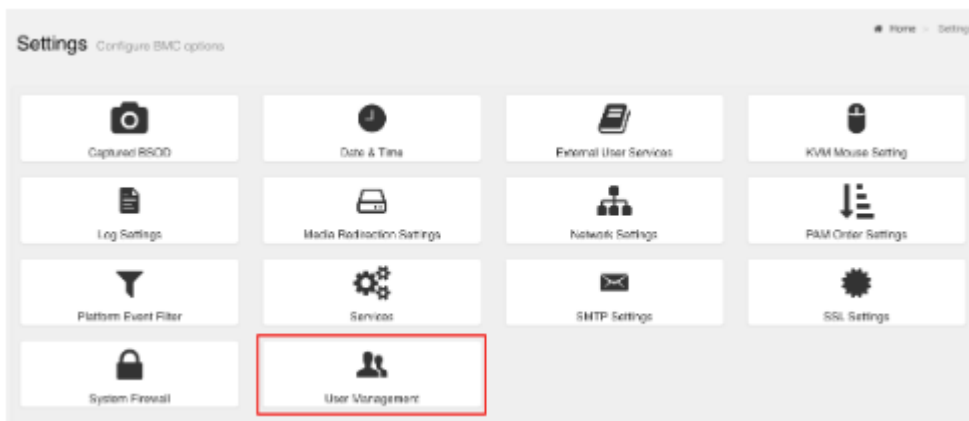 Settings Configure BMC options
Home > Setting
Captured BSOD
Date & Time
External User Services
KVM Mouse Setting
Log Settings
Media Redirection Settings
Network Settings
PAM Order Settings
Platform Event Filter
Services
SMTP Settings
SSL Settings
System Firewall
User Management